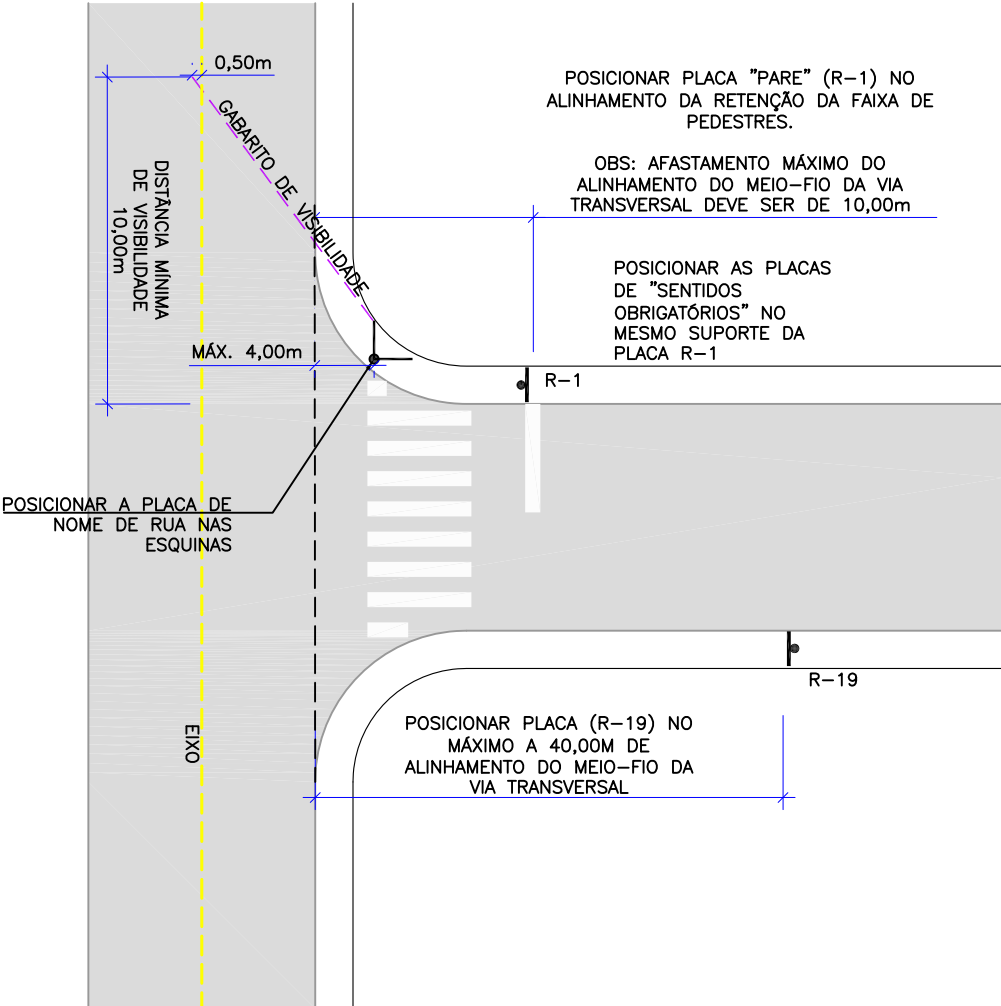 0,50m
POSICIONAR PLACA "PARE" (R-1) NO
ALINHAMENTO DA RETENÇÃO DA FAIXA DE
PEDESTRES.
OBS: AFASTAMENTO MÁXIMO DO
ALINHAMENTO DO MEIO-FIO DA VIA
TRANSVERSAL DEVE SER DE 10,00m
GABARITO DE VISIBILIDADE
DISTÂNCIA MÍNIMA
DE VISIBILIDADE
10,00m
POSICIONAR AS PLACAS
DE "SENTIDOS
OBRIGATÓRIOS" NO
MESMO SUPORTE DA
PLACA R-1
MÁX. 4,00m
R-1
POSICIONAR A PLACA DE
NOME DE RUA NAS
ESQUINAS
R-19
EIXO
POSICIONAR PLACA (R-19) NO
MÁXIMO A 40,00M DE
ALINHAMENTO DO MEIO-FIO DA
VIA TRANSVERSAL